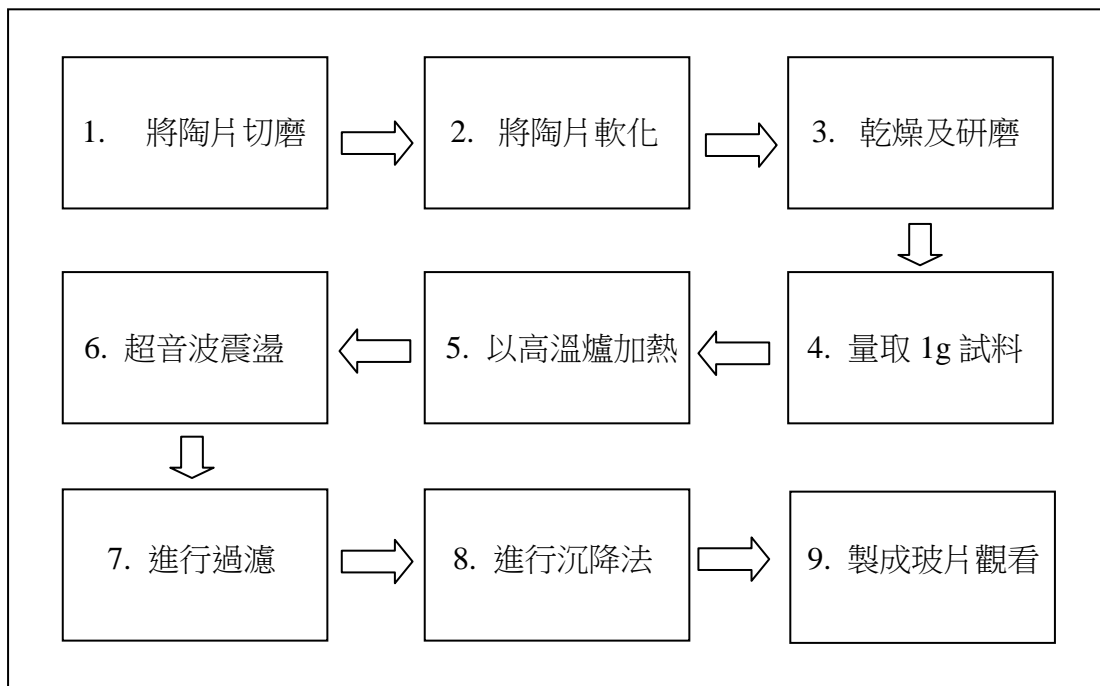 1. 將陶片切磨
2. 將陶片軟化
3. 乾燥及研磨
4. 量取 1g 試料
5. 以高溫爐加熱
6. 超音波震盪
7. 進行過濾
8. 進行沉降法
9. 製成玻片觀看